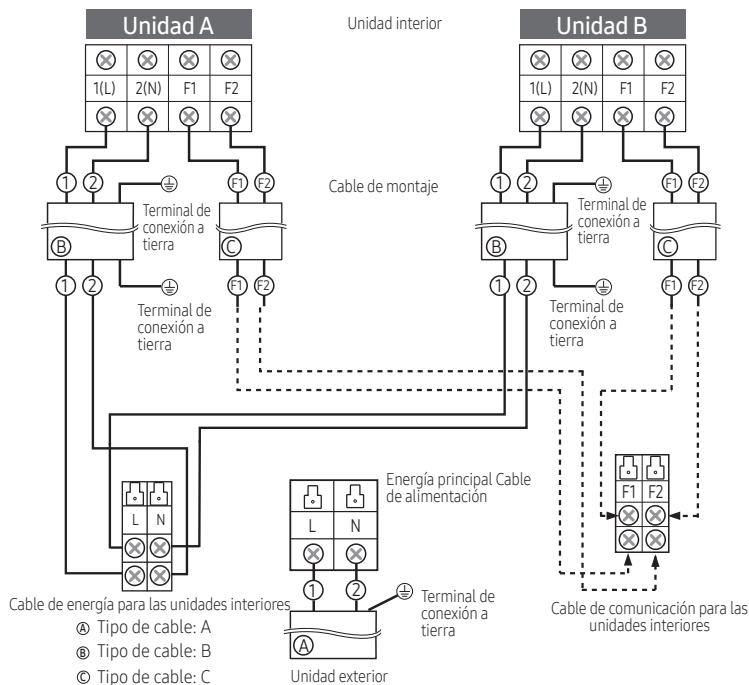 Unidad A
Unidad interior
Unidad B
1(L) 2(N) F1 F2
1(L) 2(N) F1 F2
1 2 F1 F2
Cable de montaje
1 2 F1 F2
Terminal de
conexión a
tierra
Terminal de
conexión a
tierra
B C
B C
1 2 F1 F2
1 2 F1 F2
Terminal de
conexión a
tierra
Terminal de
conexión a
tierra
L N
Energía principal Cable
de alimentación
L N
F1 F2
1 2
Terminal de
conexión a
tierra
A
Cable de energía para las unidades interiores
Cable de comunicación para las
unidades interiores
A Tipo de cable: A
B Tipo de cable: B
C Tipo de cable: C
Unidad exterior